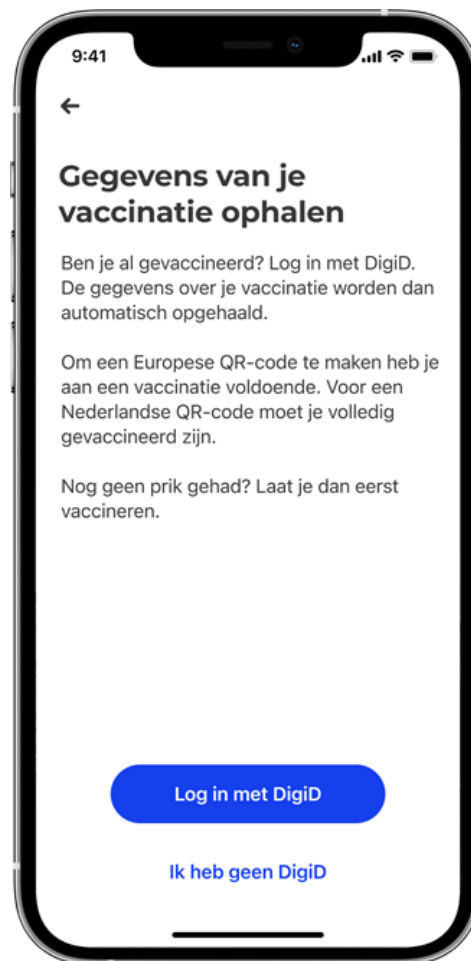 9:41
Gegevens van je
vaccinatie ophalen
Ben je al gevaccineerd? Log in met DigiD.
De gegevens over je vaccinatie worden dan
automatisch opgehaald.
Om een Europese QR-code te maken heb je
aan een vaccinatie voldoende. Voor een
Nederlandse QR-code moet je volledig
gevaccineerd zijn.
Nog geen prik gehad? Laat je dan eerst
vaccineren.
Log in met DigiD
Ik heb geen DigiD